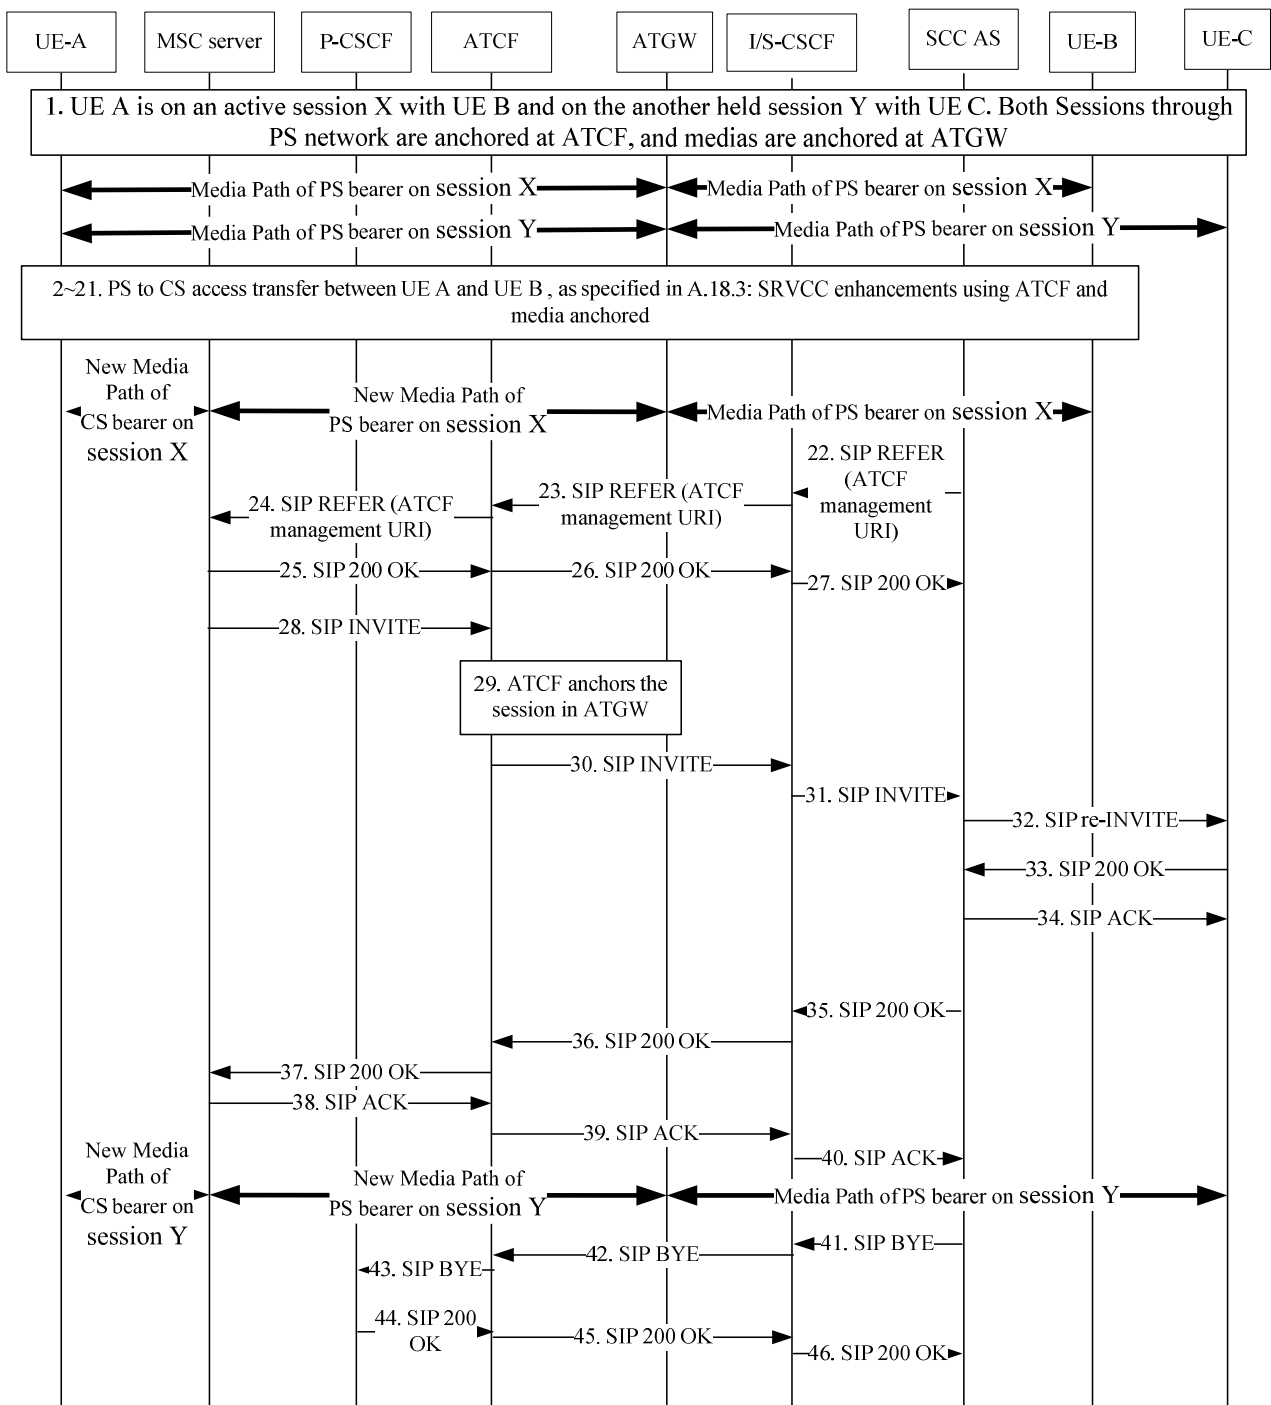 UE-A
MSC server
P-CSCF
ATCF
ATGW
I/S-CSCF
SCC AS
UE-B
UE-C
1. UE A is on an active session X with UE B and on the another held session Y with UE C. Both Sessions through
PS network are anchored at ATCF, and medias are anchored at ATGW
Media Path of PS bearer on session X
Media Path of PS bearer on session X
Media Path of PS bearer on session Y
Media Path of PS bearer on session Y
2~21. PS to CS access transfer between UE A and UE B , as specified in A.18.3: SRVCC enhancements using ATCF and
media anchored
New Media
Path of
CS bearer on
session X
New Media Path of
PS bearer on session X
Media Path of PS bearer on session X
22. SIP REFER
(ATCF
management
URI)
23. SIP REFER (ATCF
management URI)
24. SIP REFER (ATCF
management URI)
25. SIP 200 OK
26. SIP 200 OK
27. SIP 200 OK
28. SIP INVITE
29. ATCF anchors the
session in ATGW
30. SIP INVITE
31. SIP INVITE
32. SIP re-INVITE
33. SIP 200 OK
34. SIP ACK
35. SIP 200 OK
36. SIP 200 OK
37. SIP 200 OK
38. SIP ACK
39. SIP ACK
40. SIP ACK
New Media
Path of
CS bearer on
session Y
New Media Path of
PS bearer on session Y
Media Path of PS bearer on session Y
41. SIP BYE
42. SIP BYE
43. SIP BYE
44. SIP 200
OK
45. SIP 200 OK
46. SIP 200 OK